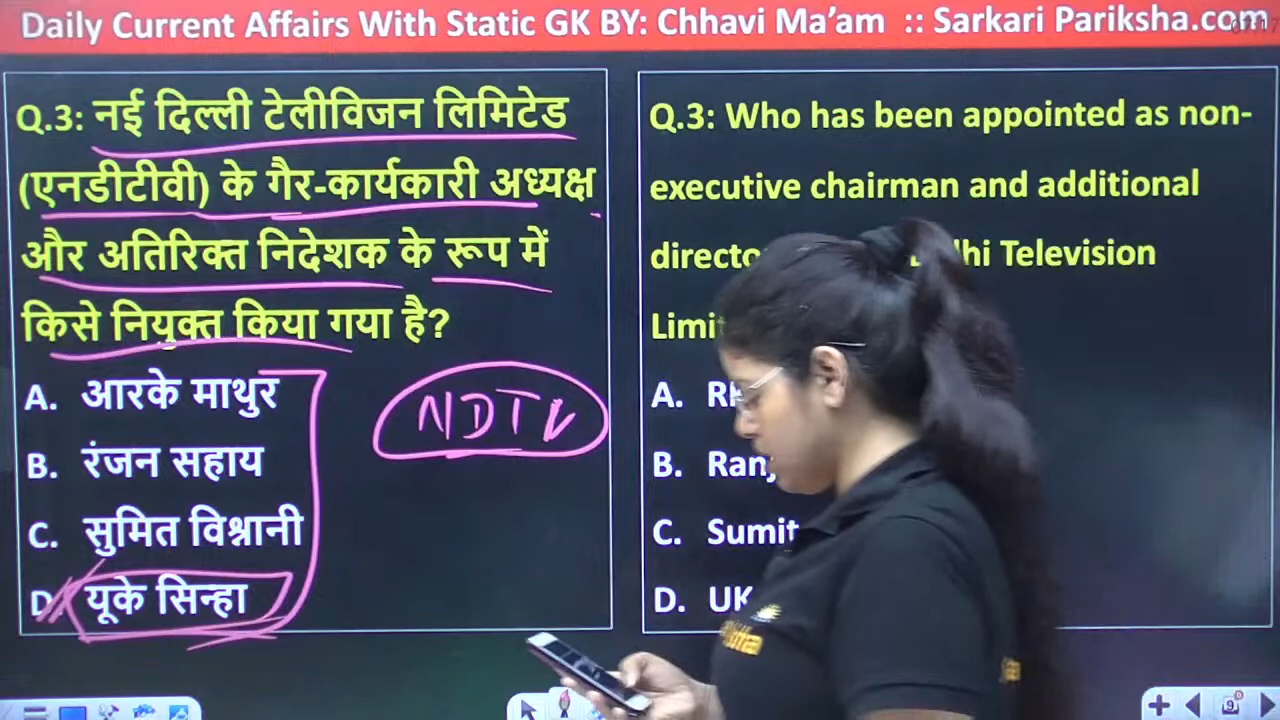 Daily Current Affairs With Static GK BY: Chhavi Ma’am :: Sarkari Pariksha.com
Q.3: नई दिल्ली टेलीविजन लिमिटेड
(एनडीटीवी) के गैर-कार्यकारी अध्यक्ष
और अतिरिक्त निदेशक के रूप में
किसे नियुक्त किया गया है?
A. आरके माथुर
B. रंजन सहाय
C. सुमित विश्नानी
D. यूके सिन्हा
NDTV
Q.3: Who has been appointed as non-
executive chairman and additional
Television
A.
B.
C. Sumit
D. UK